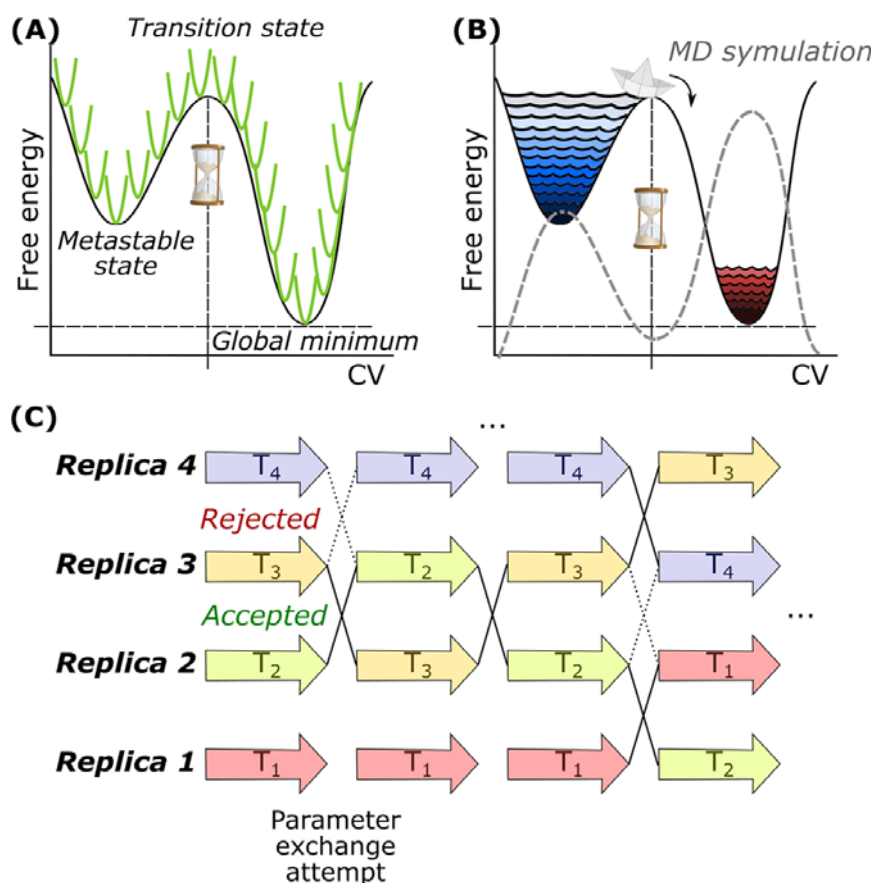 (A)
Transition state
Free energy
Metastable
state
Global minimum
CV
(B)
MD symulation
Free energy
CV
(C)
...
Replica 4 T4 T4 T4 T3
Rejected
Replica 3 T3 T2 T3 T4
Accepted
...
Replica 2 T2 T3 T2 T1
Replica 1 T1 T1 T1 T2
Parameter
exchange
attempt